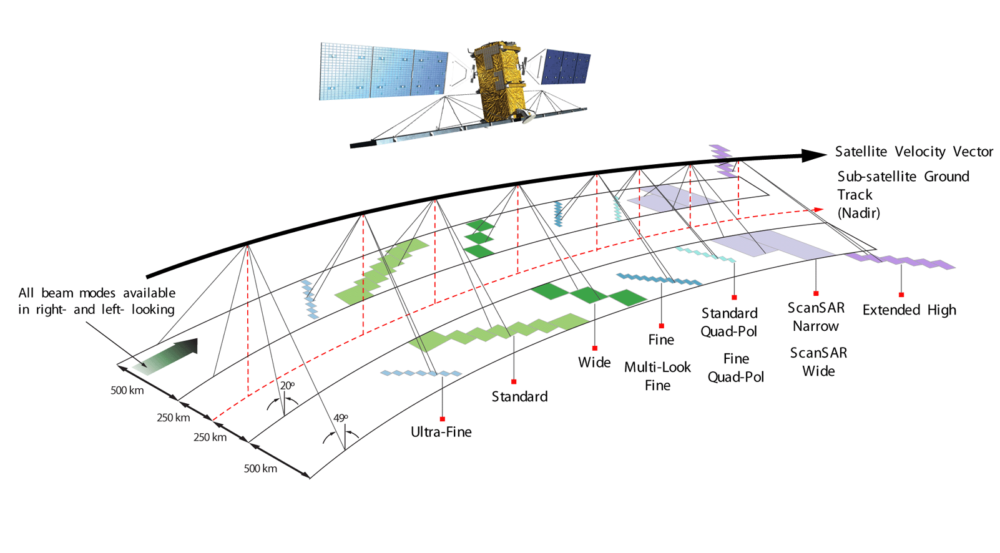 Satellite Velocity Vector
Sub-satellite Ground
Track
(Nadir)
All beam modes available
in right- and left- looking
500 km
250 km
250 km
500 km
20º
49º
Ultra-Fine
Standard
Wide
Fine
Multi-Look
Fine
Standard
Quad-Pol
Fine
Quad-Pol
ScanSAR
Narrow
ScanSAR
Wide
Extended High